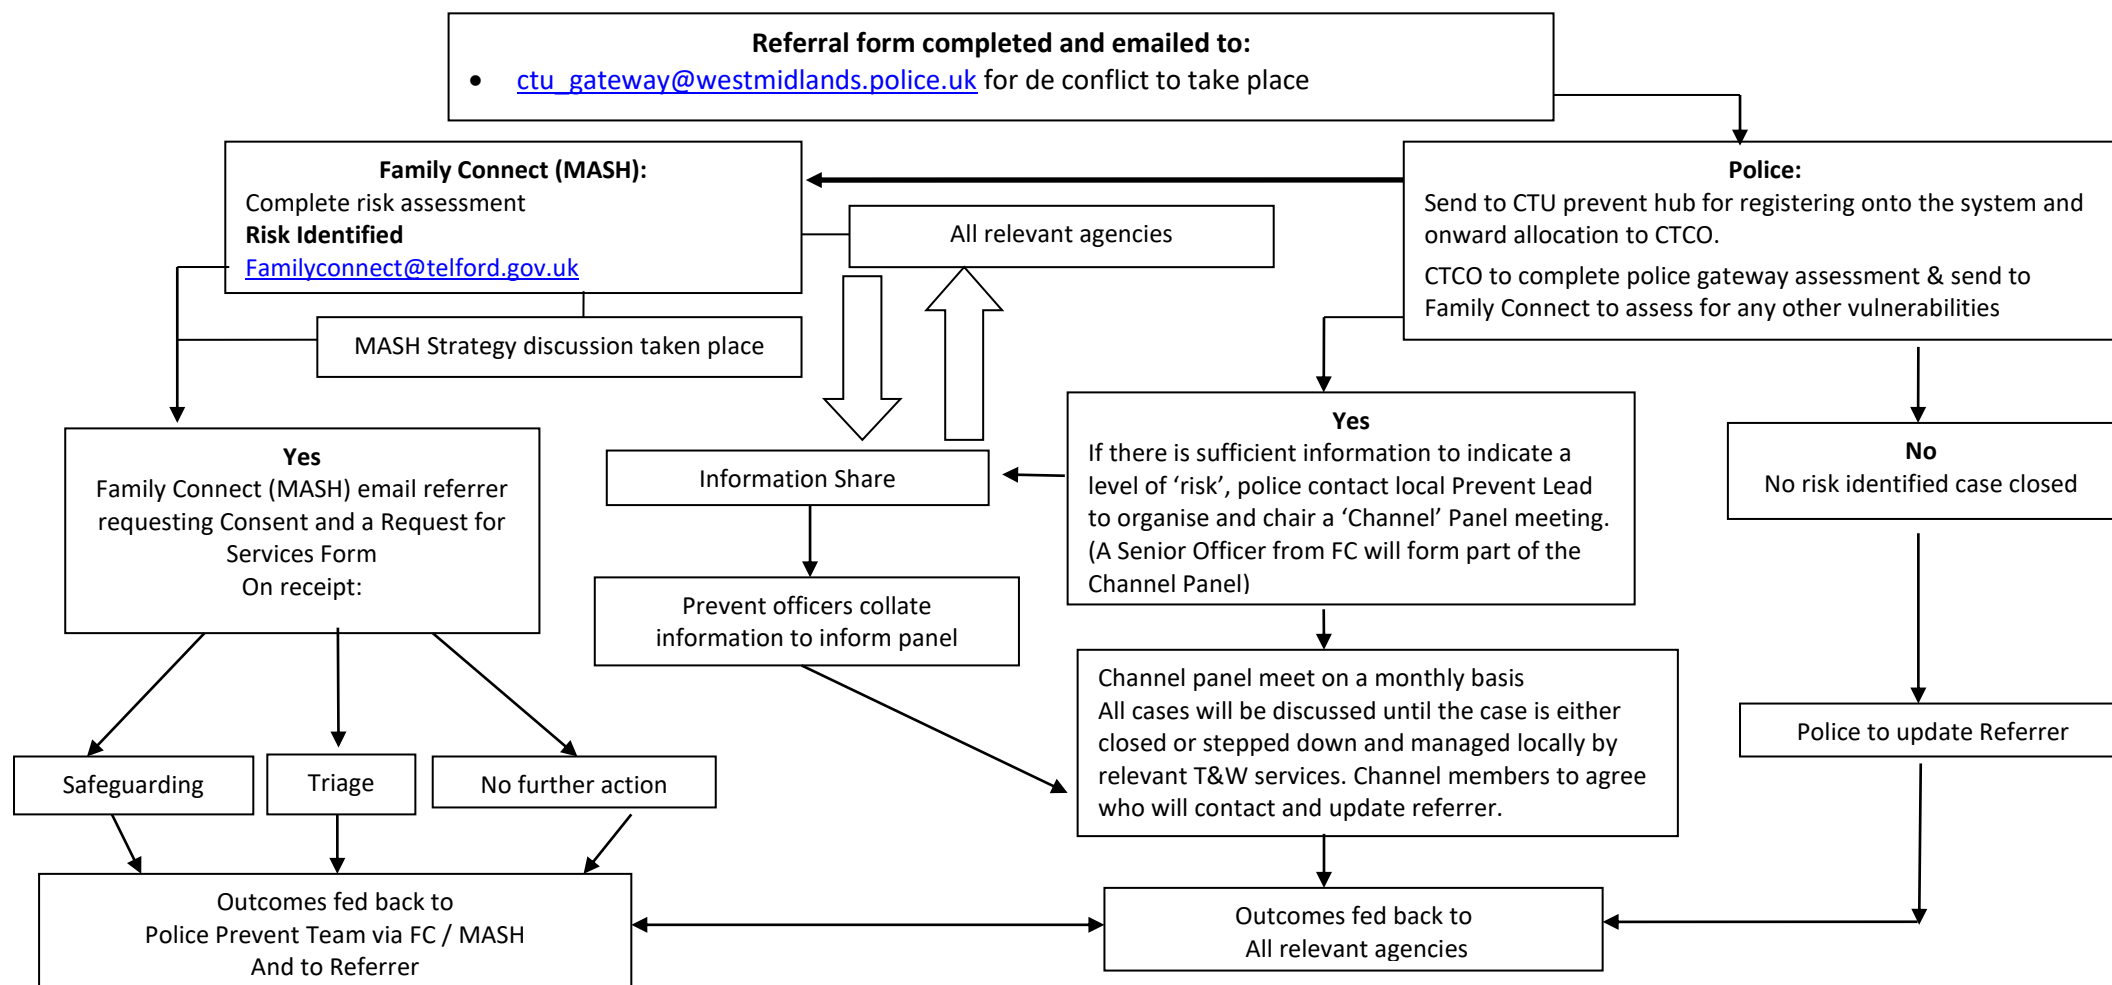 Referral form completed and emailed to:
• ctu_gateway@westmidlands.police.uk for de conflict to take place
Family Connect (MASH):
Complete risk assessment
Risk Identified
Familyconnect@telford.gov.uk
All relevant agencies
Police:
Send to CTU prevent hub for registering onto the system and
onward allocation to CTCO.
CTCO to complete police gateway assessment & send to
Family Connect to assess for any other vulnerabilities
MASH Strategy discussion taken place
Yes
Family Connect (MASH) email referrer
requesting Consent and a Request for
Services Form
On receipt:
Information Share
Yes
If there is sufficient information to indicate a
level of ‘risk’, police contact local Prevent Lead
to organise and chair a ‘Channel’ Panel meeting.
(A Senior Officer from FC will form part of the
Channel Panel)
No
No risk identified case closed
Prevent officers collate
information to inform panel
Channel panel meet on a monthly basis
All cases will be discussed until the case is either
closed or stepped down and managed locally by
relevant T&W services. Channel members to agree
who will contact and update referrer.
Police to update Referrer
Safeguarding
Triage
No further action
Outcomes fed back to
Police Prevent Team via FC / MASH
And to Referrer
Outcomes fed back to
All relevant agencies